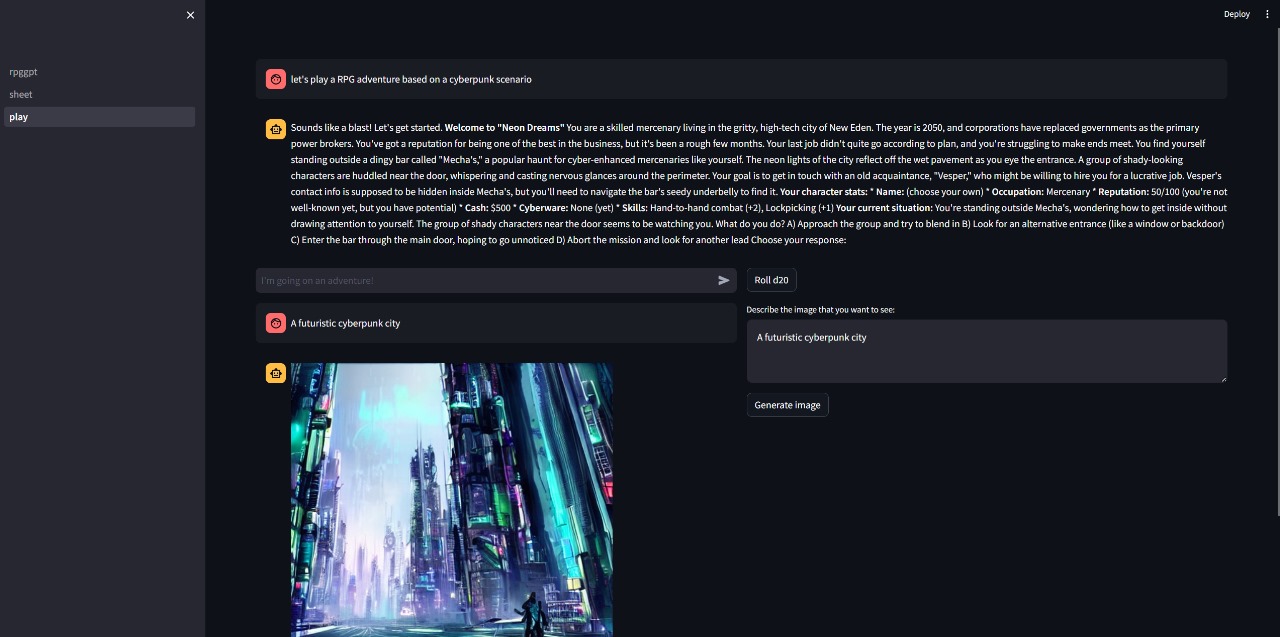 Deploy
rpggpt
sheet
play
let's play a RPG adventure based on a cyberpunk scenario
Sounds like a blast! Let's get started. Welcome to "Neon Dreams" You are a skilled mercenary living in the gritty, high-tech city of New Eden. The year is 2050, and corporations have replaced governments as the primary
power brokers. You've got a reputation for being one of the best in the business, but it's been a rough few months. Your last job didn't quite go according to plan, and you're struggling to make ends meet. You find yourself
standing outside a dingy bar called "Mecha's," a popular haunt for cyber-enhanced mercenaries like yourself. The neon lights of the city reflect off the wet pavement as you eye the entrance. A group of shady-looking
characters are huddled near the door, whispering and casting nervous glances around the perimeter. Your goal is to get in touch with an old acquaintance, "Vesper," who might be willing to hire you for a lucrative job. Vesper's
contact info is supposed to be hidden inside Mecha's, but you'll need to navigate the bar's seedy underbelly to find it. Your character stats: * Name: (choose your own) * Occupation: Mercenary * Reputation: 50/100 (you're not
well-known yet, but you have potential) * Cash: $500 * Cyberware: None (yet) * Skills: Hand-to-hand combat (+2), Lockpicking (+1) Your current situation: You're standing outside Mecha's, wondering how to get inside without
drawing attention to yourself. The group of shady characters near the door seems to be watching you. What do you do? A) Approach the group and try to blend in B) Look for an alternative entrance (like a window or backdoor)
C) Enter the bar through the main door, hoping to go unnoticed D) Abort the mission and look for another lead Choose your response:
I'm going on an adventure!
Roll d20
A futuristic cyberpunk city
Describe the image that you want to see:
A futuristic cyberpunk city
Generate image